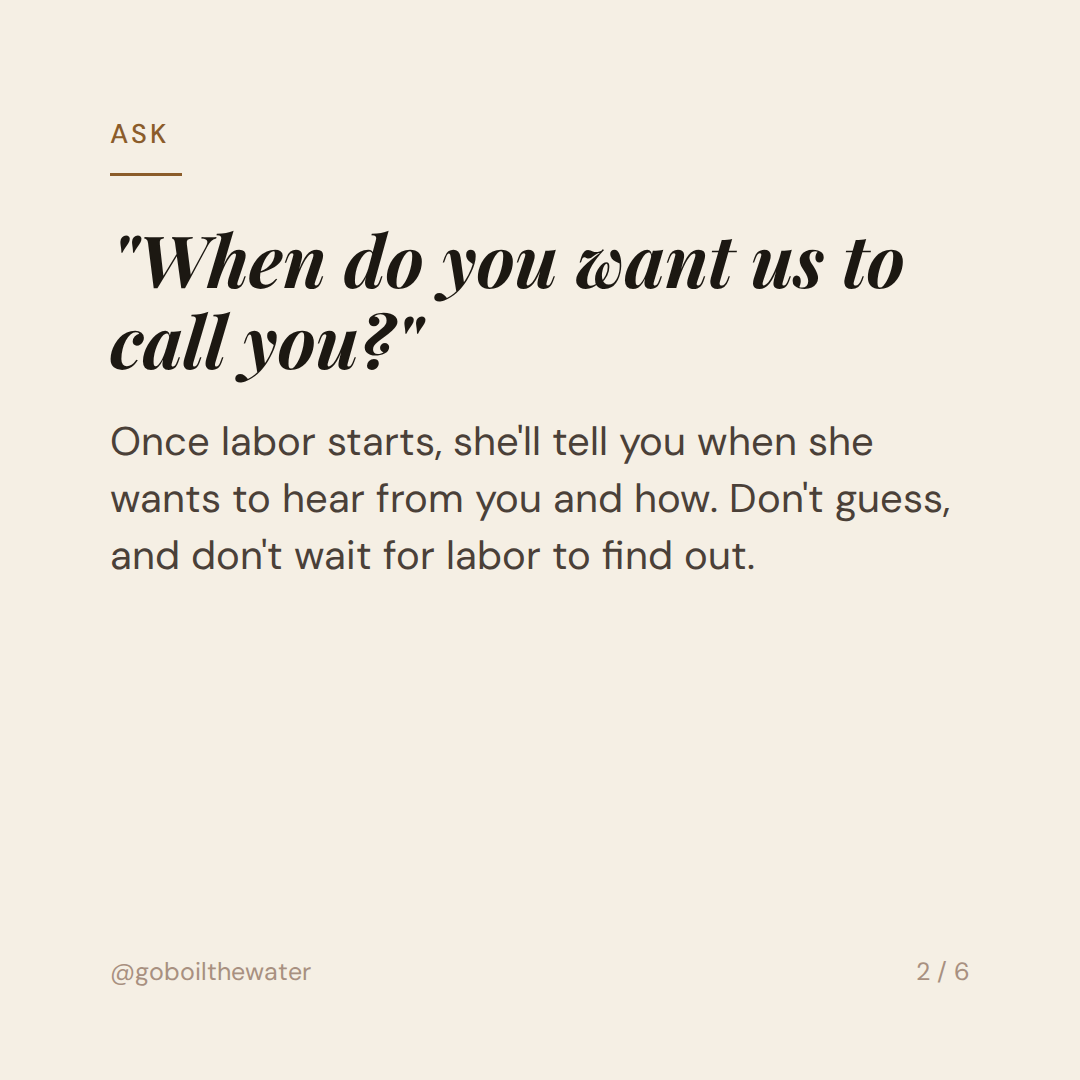 ASK
"When do you want us to
call you?"
Once labor starts, she'll tell you when she
wants to hear from you and how. Don't guess,
and don't wait for labor to find out.
@goboilthewater
2 / 6